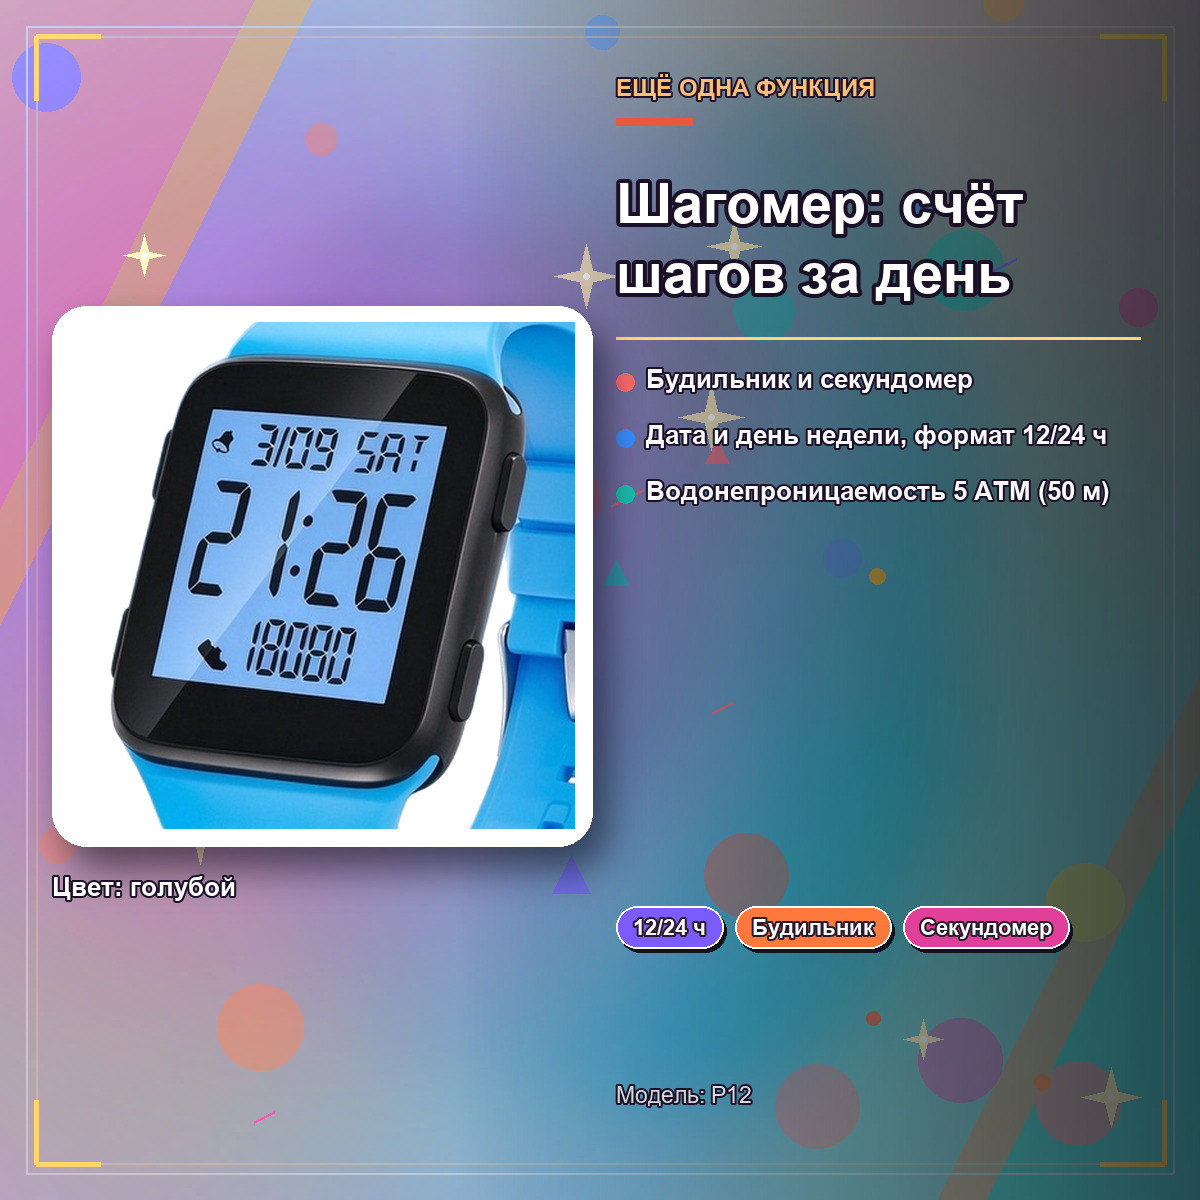 ЕЩЁ ОДНА ФУНКЦИЯ
Шагомер: счёт
шагов за день
Будильник и секундомер
Дата и день недели, формат 12/24 ч
Водонепроницаемость 5 ATM (50 м)
3/09 SAT
21:26
18080
Цвет: голубой
12/24 ч
Будильник
Секундомер
Модель: P12